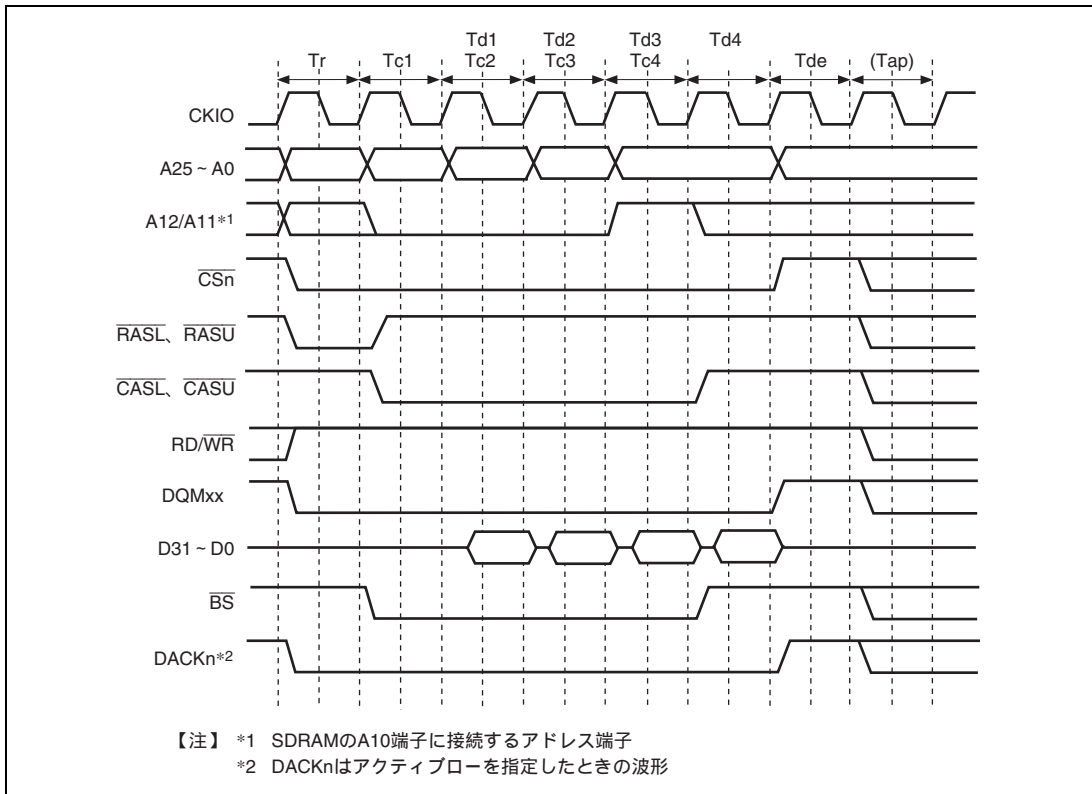 Td1 Td2 Td3 Td4
Tr Tc1 Tc2 Tc3 Tc4 Tde (Tap)
CKIO
A25~A0
A12/A11*1
CSn
RASL、RASU
CASL、CASU
RD/WR
DQMxx
D31~D0
BS
DACKn*2
【注】 *1 SDRAMのA10端子に接続するアドレス端子
*2 DACKnはアクティブローを指定したときの波形